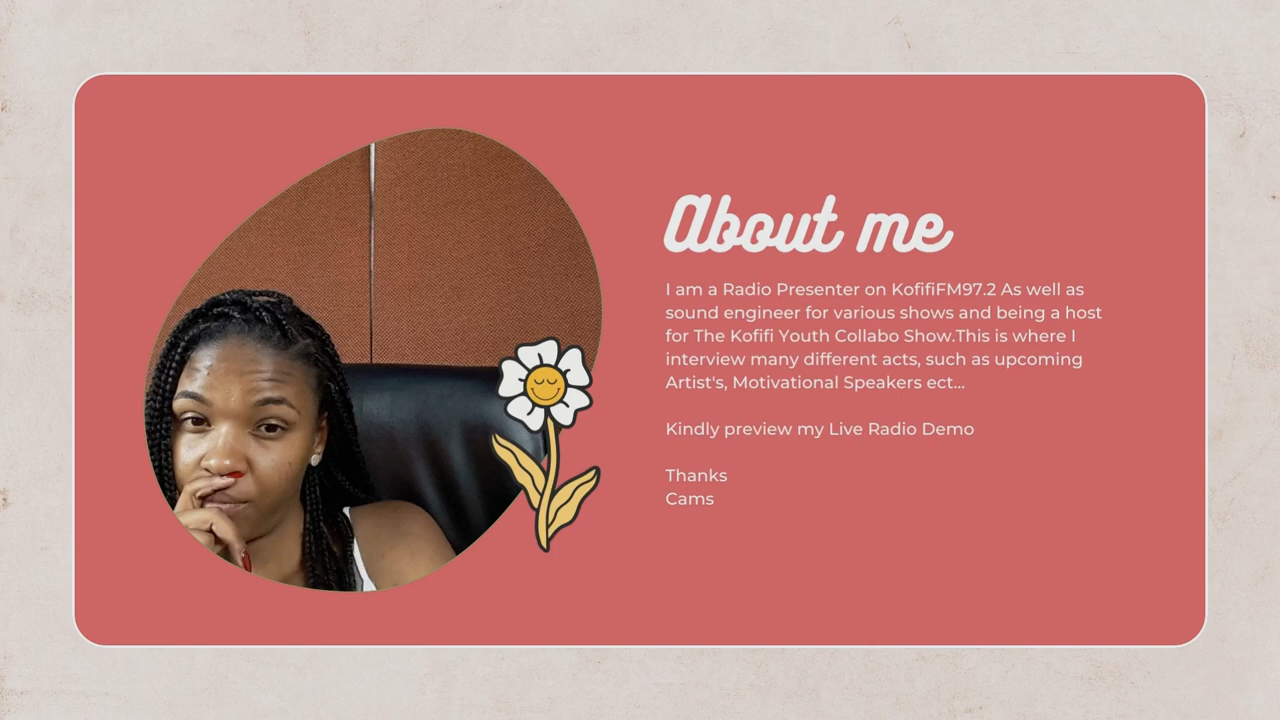 About me
I am a Radio Presenter on KofifiFM97.2 As well as
sound engineer for various shows and being a host
for The Kofifi Youth Collabo Show.This is where I
interview many different acts, such as upcoming
Artist's, Motivational Speakers ect...
Kindly preview my Live Radio Demo
Thanks
Cams